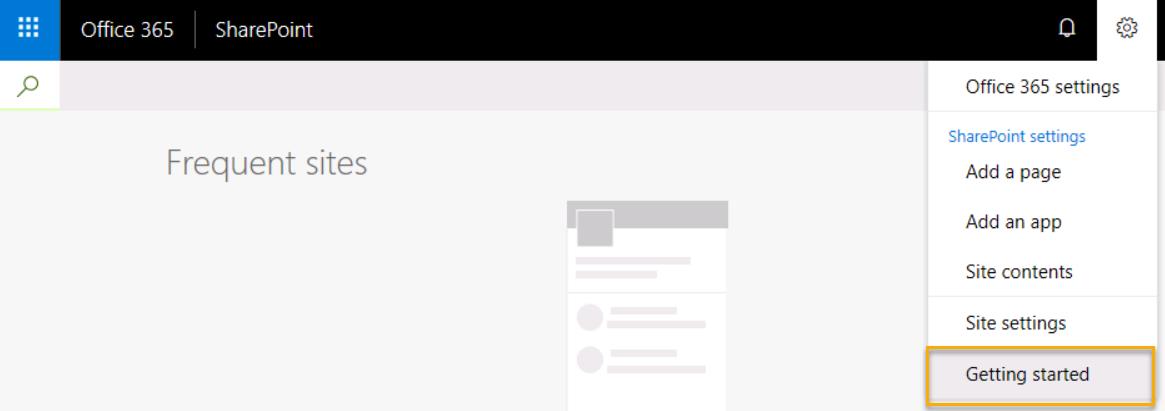 Office 365 SharePoint
Office 365 settings
SharePoint settings
Frequent sites
Add a page
Add an app
Site contents
Site settings
Getting started